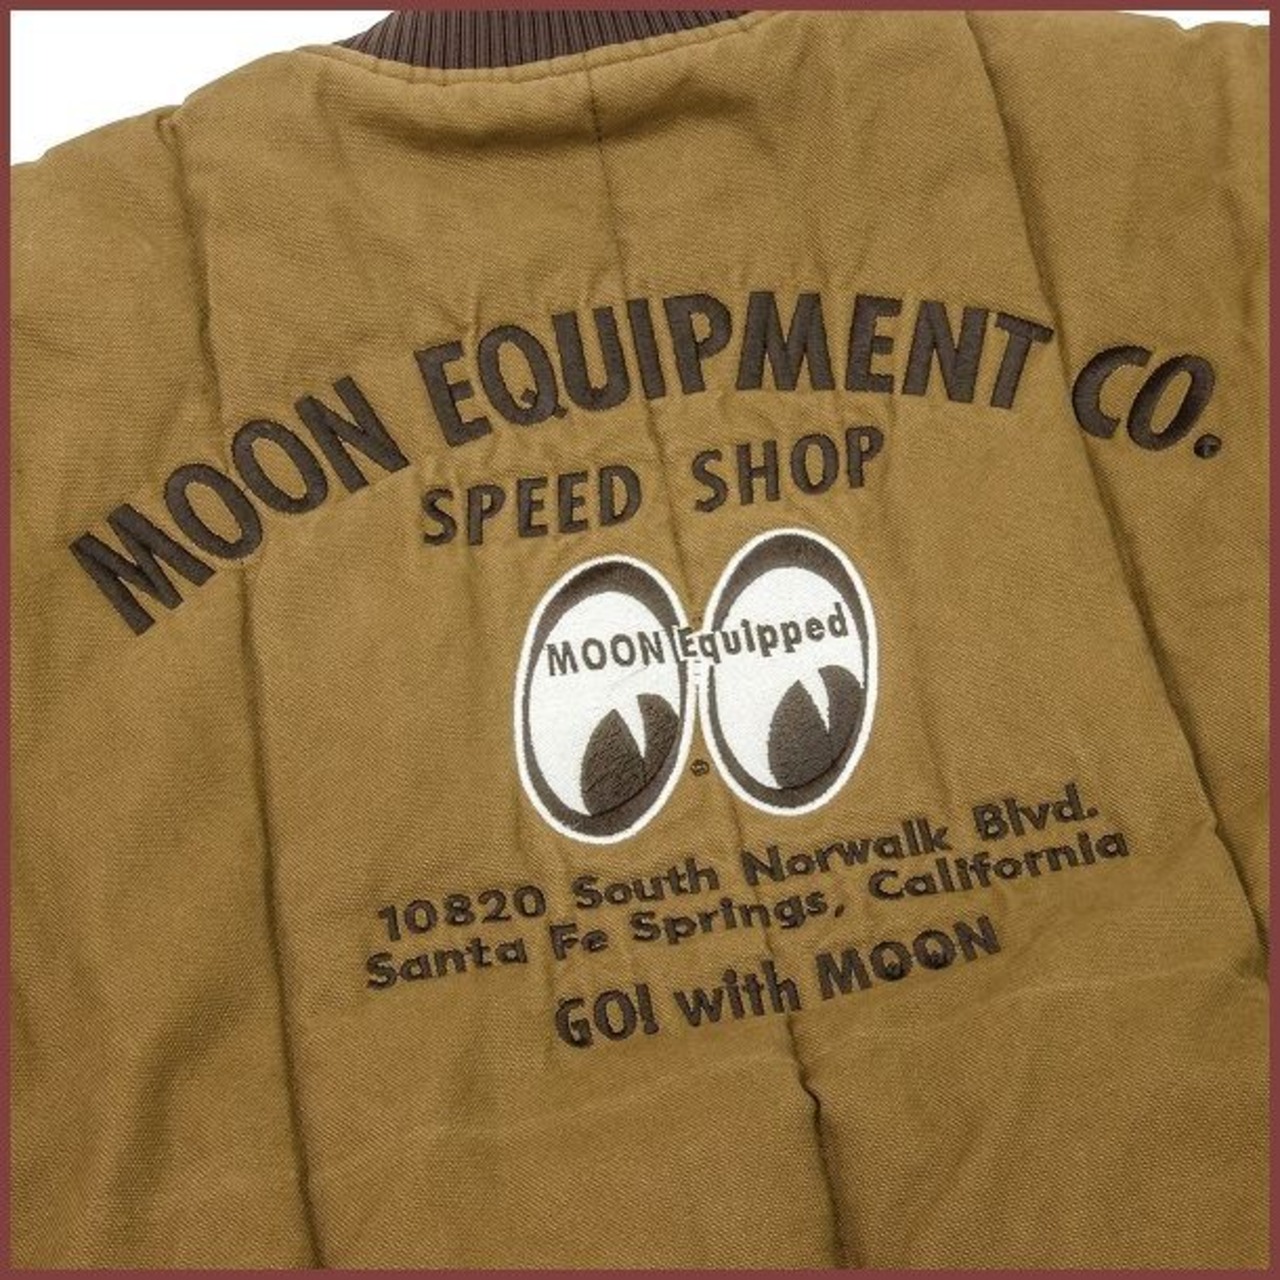 MOON EQUIPMENT CO.
SPEED SHOP
MOON Equipped
10820 South Norwalk Blvd.
Santa Fe Springs, California
GO! with MOON